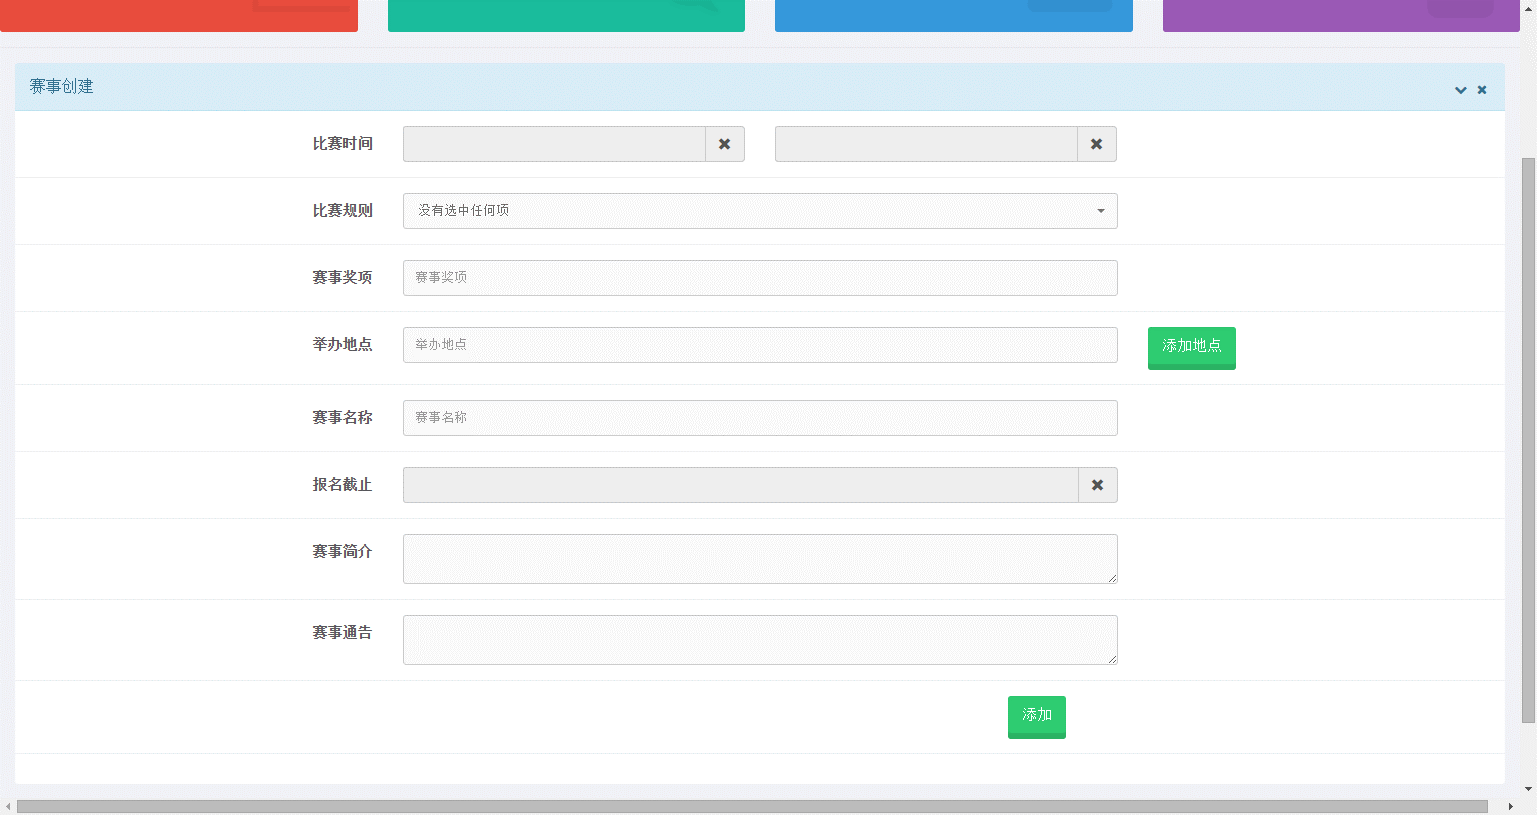 赛事创建
比赛时间
比赛规则
没有选中任何项
赛事奖项
赛事奖项
举办地点
举办地点
添加地点
赛事名称
赛事名称
报名截止
赛事简介
赛事通告
添加